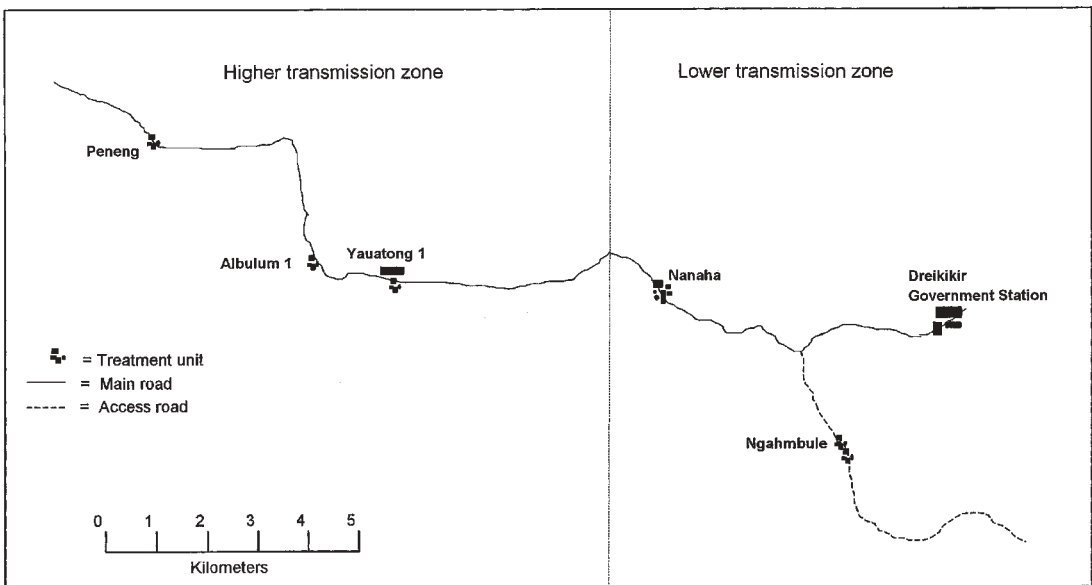 Higher transmission zone
Lower transmission zone
Peneng
Albulum 1
Yauatong 1
Nanaha
Dreikikir
Government Station
= Treatment unit
= Main road
= Access road
Ngahmbule
0 1 2 3 4 5
Kilometers